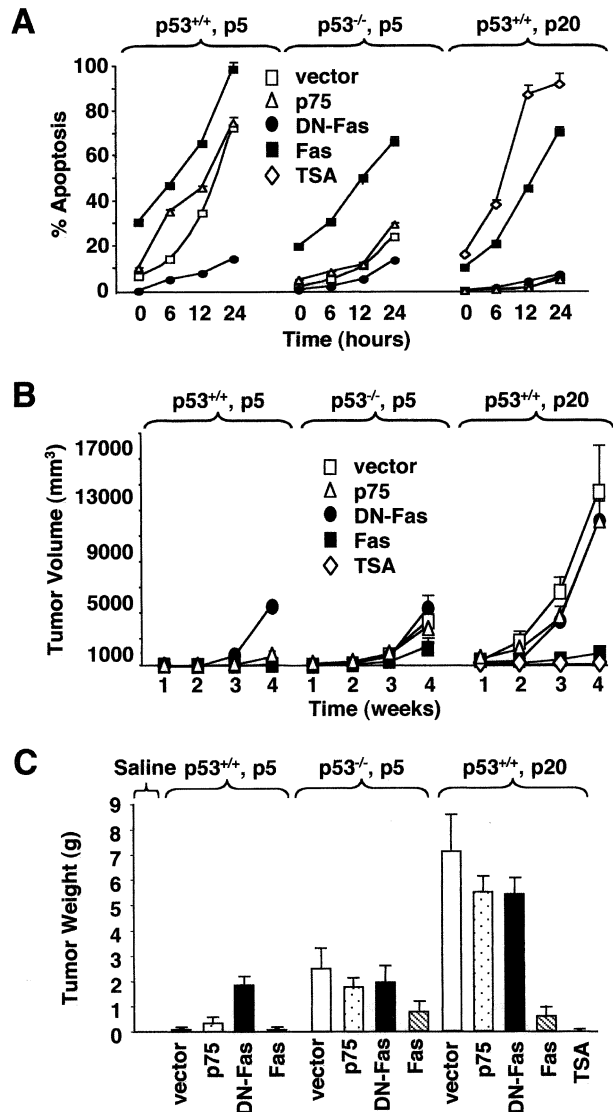 A
p53+/+, p5 p53-/-, p5 p53+/+, p20
% Apoptosis
100
80
60
40
20
0
vector
p75
DN-Fas
Fas
TSA
0 6 12 24 0 6 12 24 0 6 12 24
Time (hours)
B
p53+/+, p5 p53-/-, p5 p53+/+, p20
Tumor Volume (mm3)
17000
13000
9000
5000
1000
vector
p75
DN-Fas
Fas
TSA
1 2 3 4 1 2 3 4 1 2 3 4
Time (weeks)
C
Saline p53+/+, p5 p53-/-, p5 p53+/+, p20
Tumor Weight (g)
9
8
7
6
5
4
3
2
1
0
vector p75 DN-Fas Fas vector p75 DN-Fas Fas vector p75 DN-Fas Fas TSA